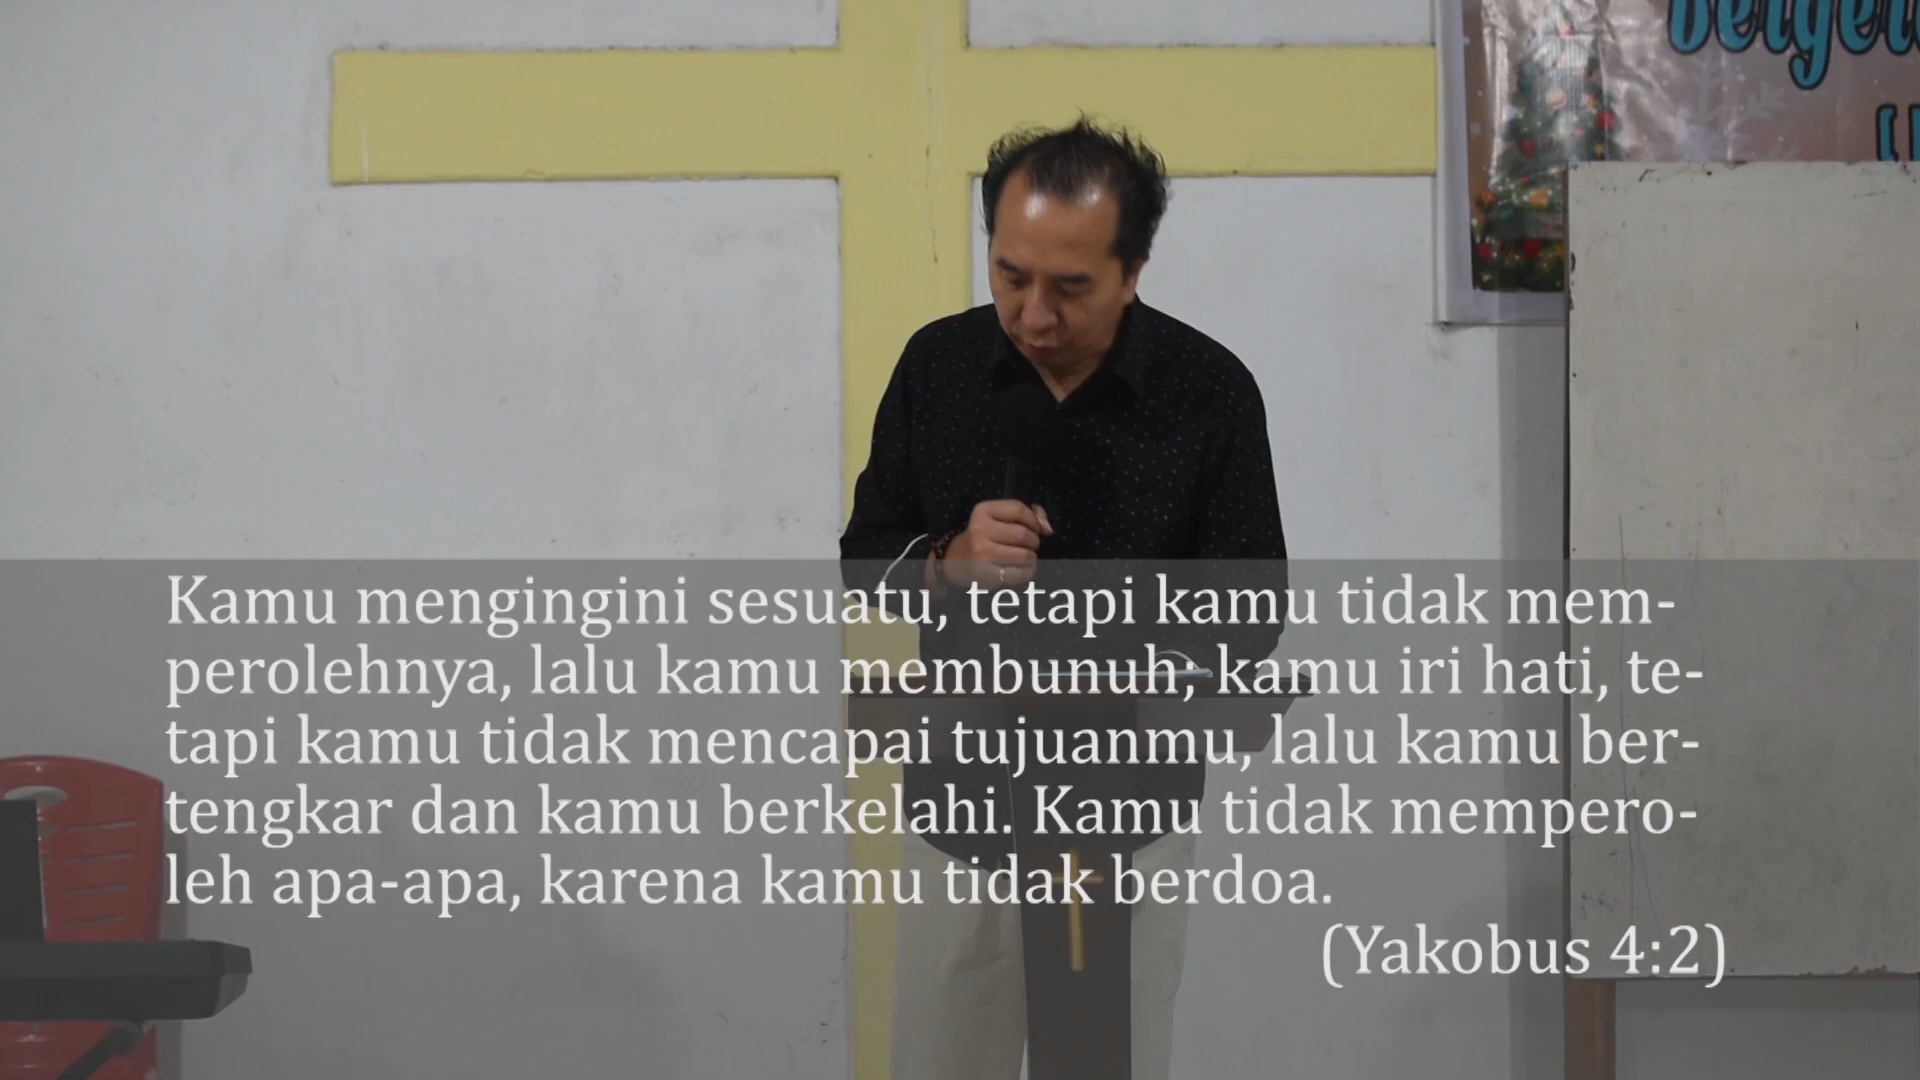 Kamu mengingini sesuatu, tetapi kamu tidak mem-
perolehnya, lalu kamu membunuh; kamu iri hati, te-
tapi kamu tidak mencapai tujuanmu, lalu kamu ber-
tengkar dan kamu berkelahi. Kamu tidak mempero-
leh apa-apa, karena kamu tidak berdoa.
(Yakobus 4:2)